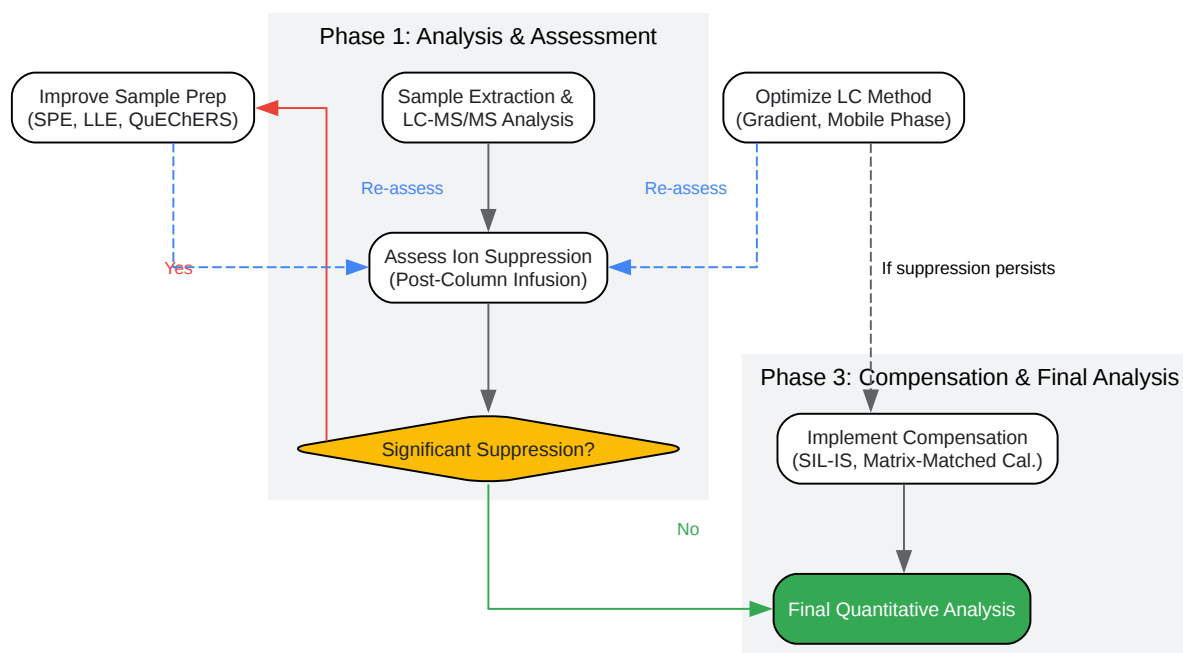 Phase 1: Analysis & Assessment
Improve Sample Prep
(SPE, LLE, QuEChERS)
Sample Extraction &
LC-MS/MS Analysis
Optimize LC Method
(Gradient, Mobile Phase)
Re-assess
Re-assess
Assess Ion Suppression
(Post-Column Infusion)
Yes
If suppression persists
Phase 3: Compensation & Final Analysis
Significant Suppression?
Implement Compensation
(SIL-IS, Matrix-Matched Cal.)
No
Final Quantitative Analysis